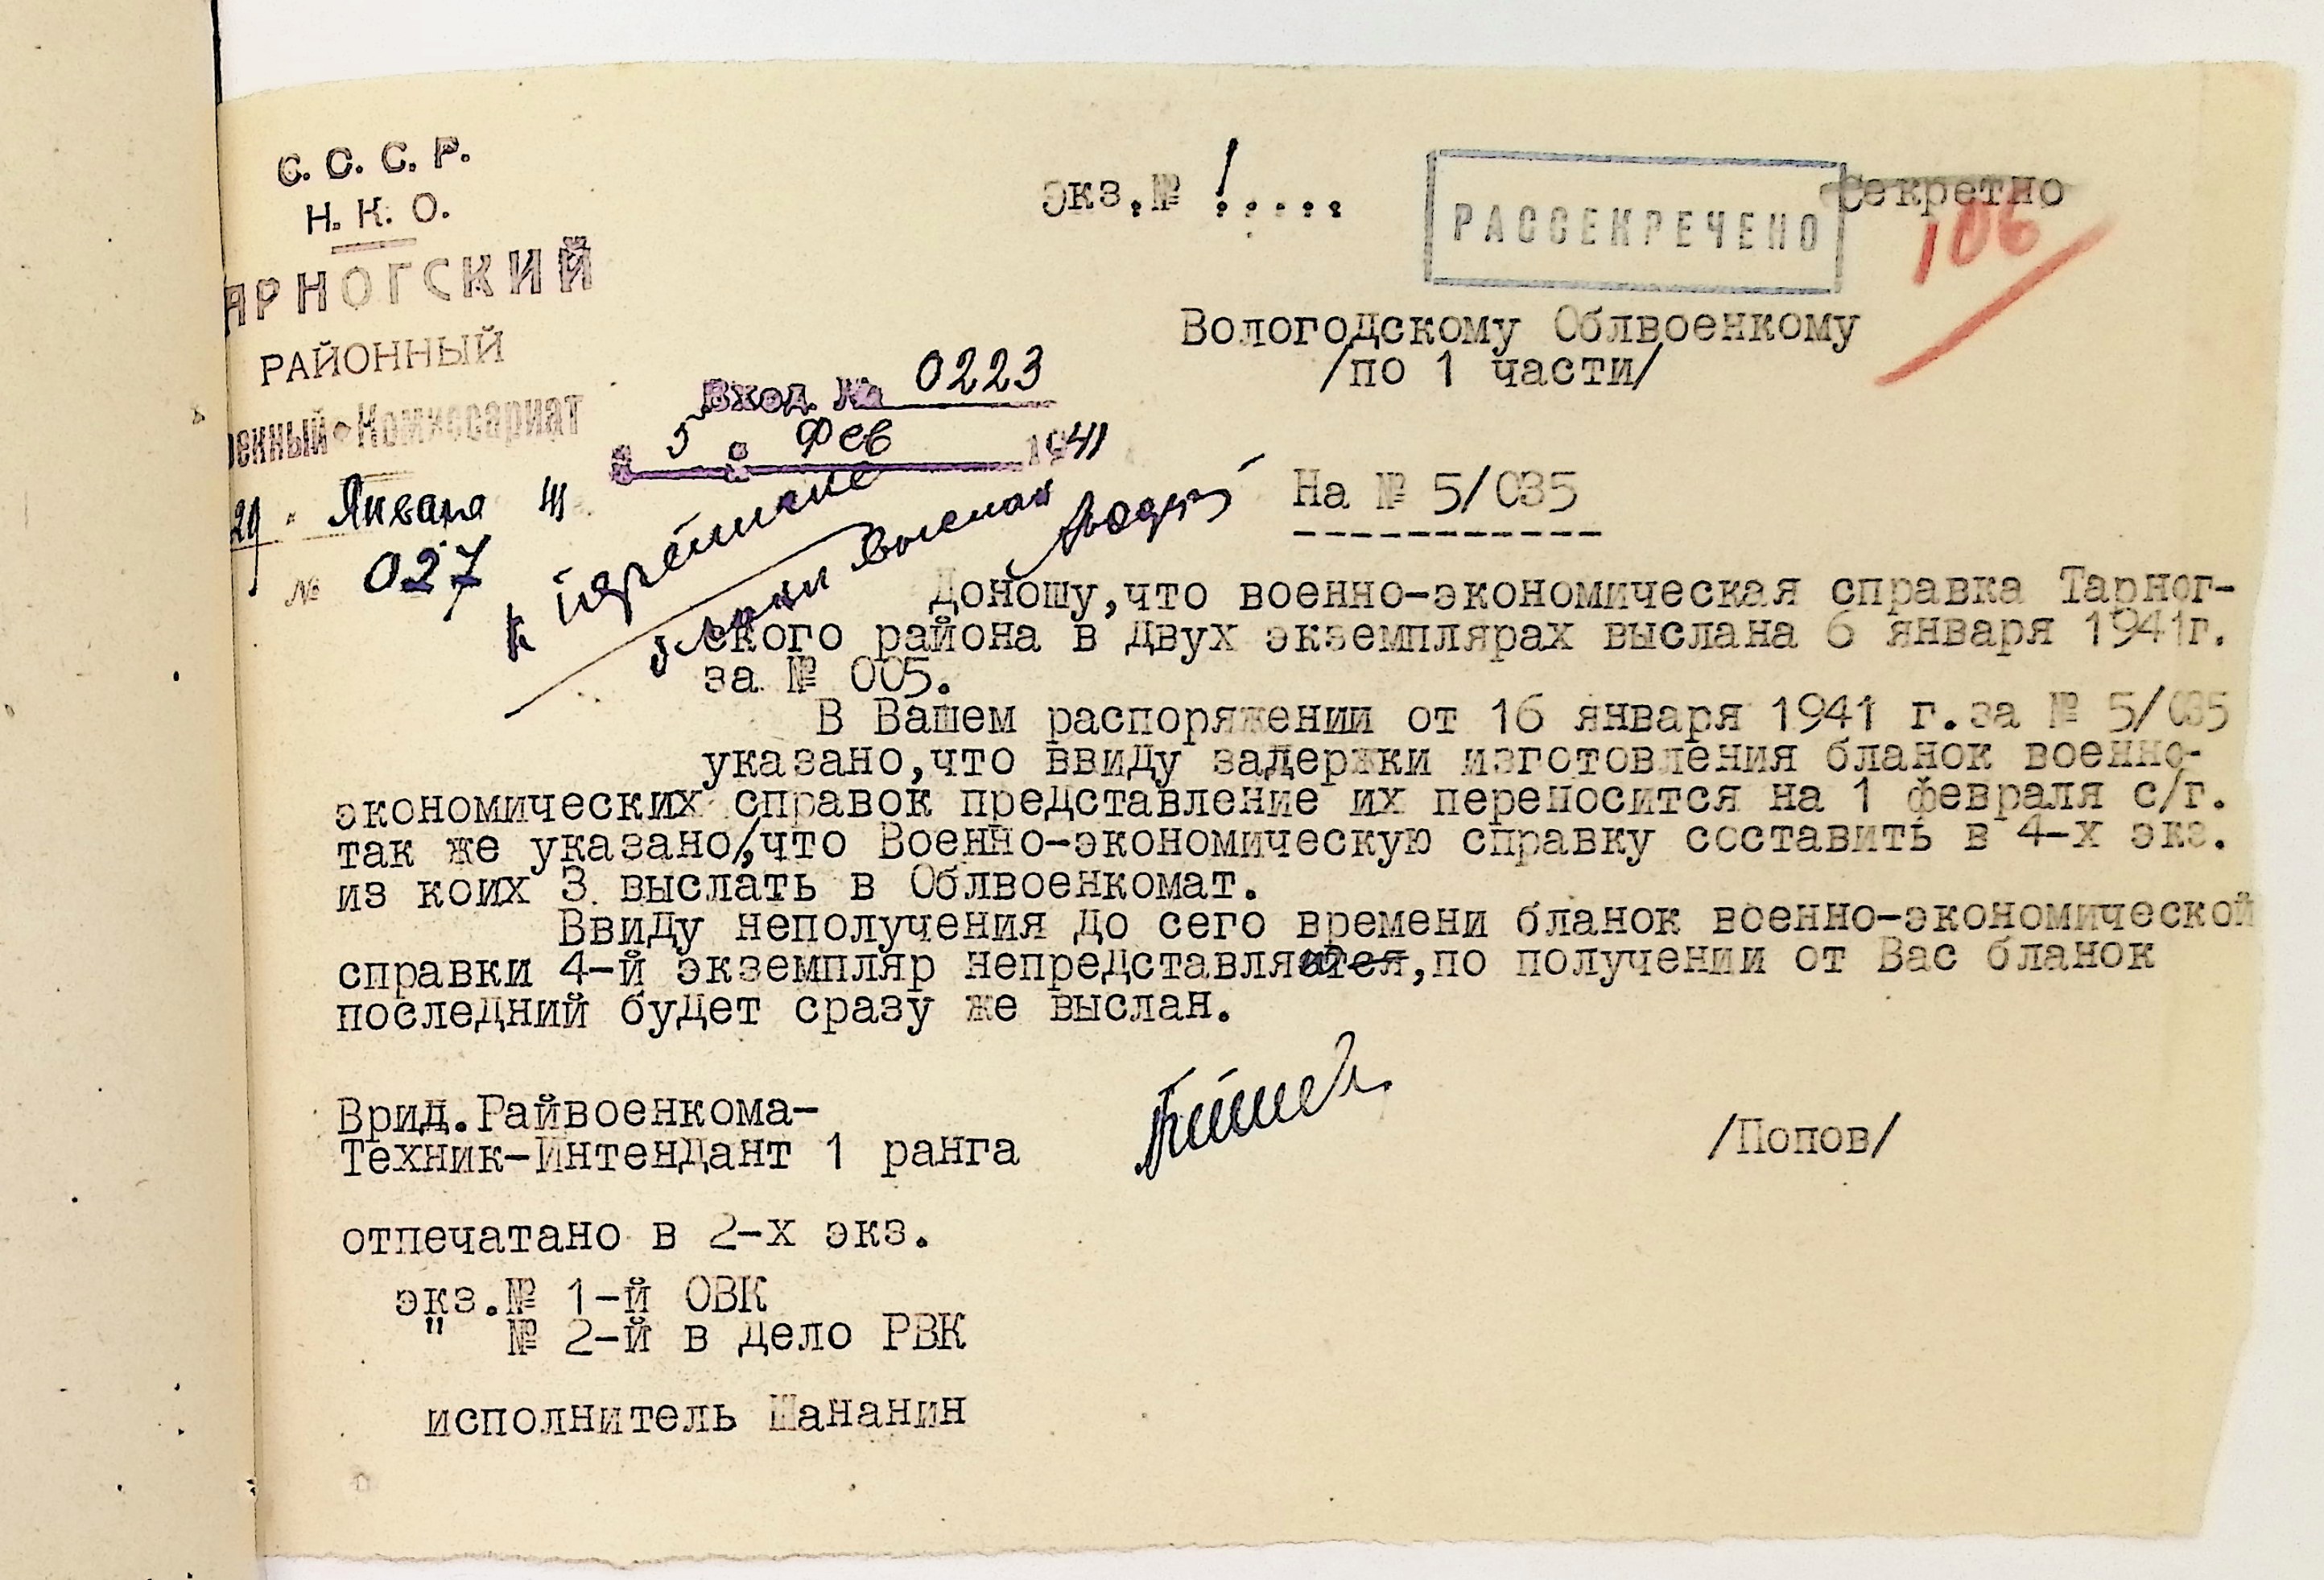 С. С. С. Р.
Н. К. О.
АРНОГСКИЙ
РАЙОННЫЙ
енный Комиссариат
29 Января 41
№ 027
экз.№ 1.....
РАССЕКРЕЧЕНО
Секретно
106
Вологодскому Облвоенкому
/по 1 части/
Вход. № 0223
5 Фев 1941
к переписке
Бланки высланы
На № 5/035
Доношу,что военно-экономическая справка Тарног-
ского района в двух экземплярах выслана 6 января 1941г.
за № 005.
В Вашем распоряжении от 16 января 1941 г.за № 5/035
указано,что ввиду задержки изготовления бланок военно-
экономических справок представление их переносится на 1 февраля с/г.
так же указано/,что Военно-экономическую справку составить в 4-х экз.
из коих 3 выслать в Облвоенкомат.
Ввиду неполучения до сего времени бланок военно-экономической
справки 4-й экземпляр непредставляется,по получении от Вас бланок
последний будет сразу же выслан.
Врид.Райвоенкома-
Техник-Интендант 1 ранга
/Попов/
отпечатано в 2-х экз.
экз.№ 1-й ОВК
" № 2-й в дело РВК
исполнитель Шананин